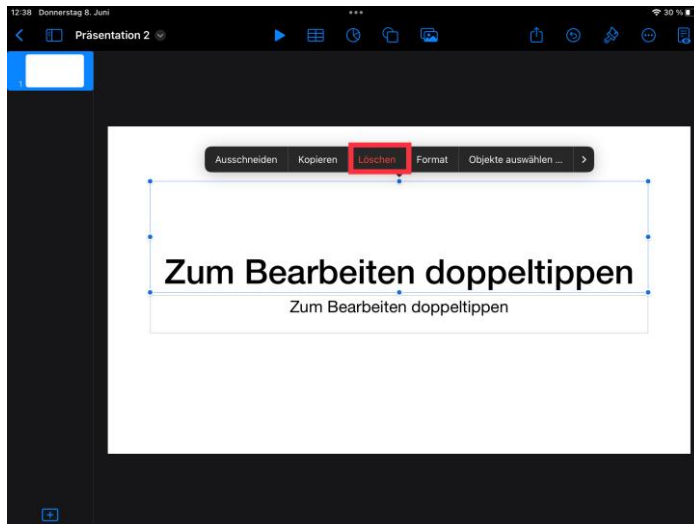 12:38 Donnerstag 8. Juni 30 %
Präsentation 2
1
Ausschneiden Kopieren Löschen Format Objekte auswählen ...
Zum Bearbeiten doppeltippen
Zum Bearbeiten doppeltippen